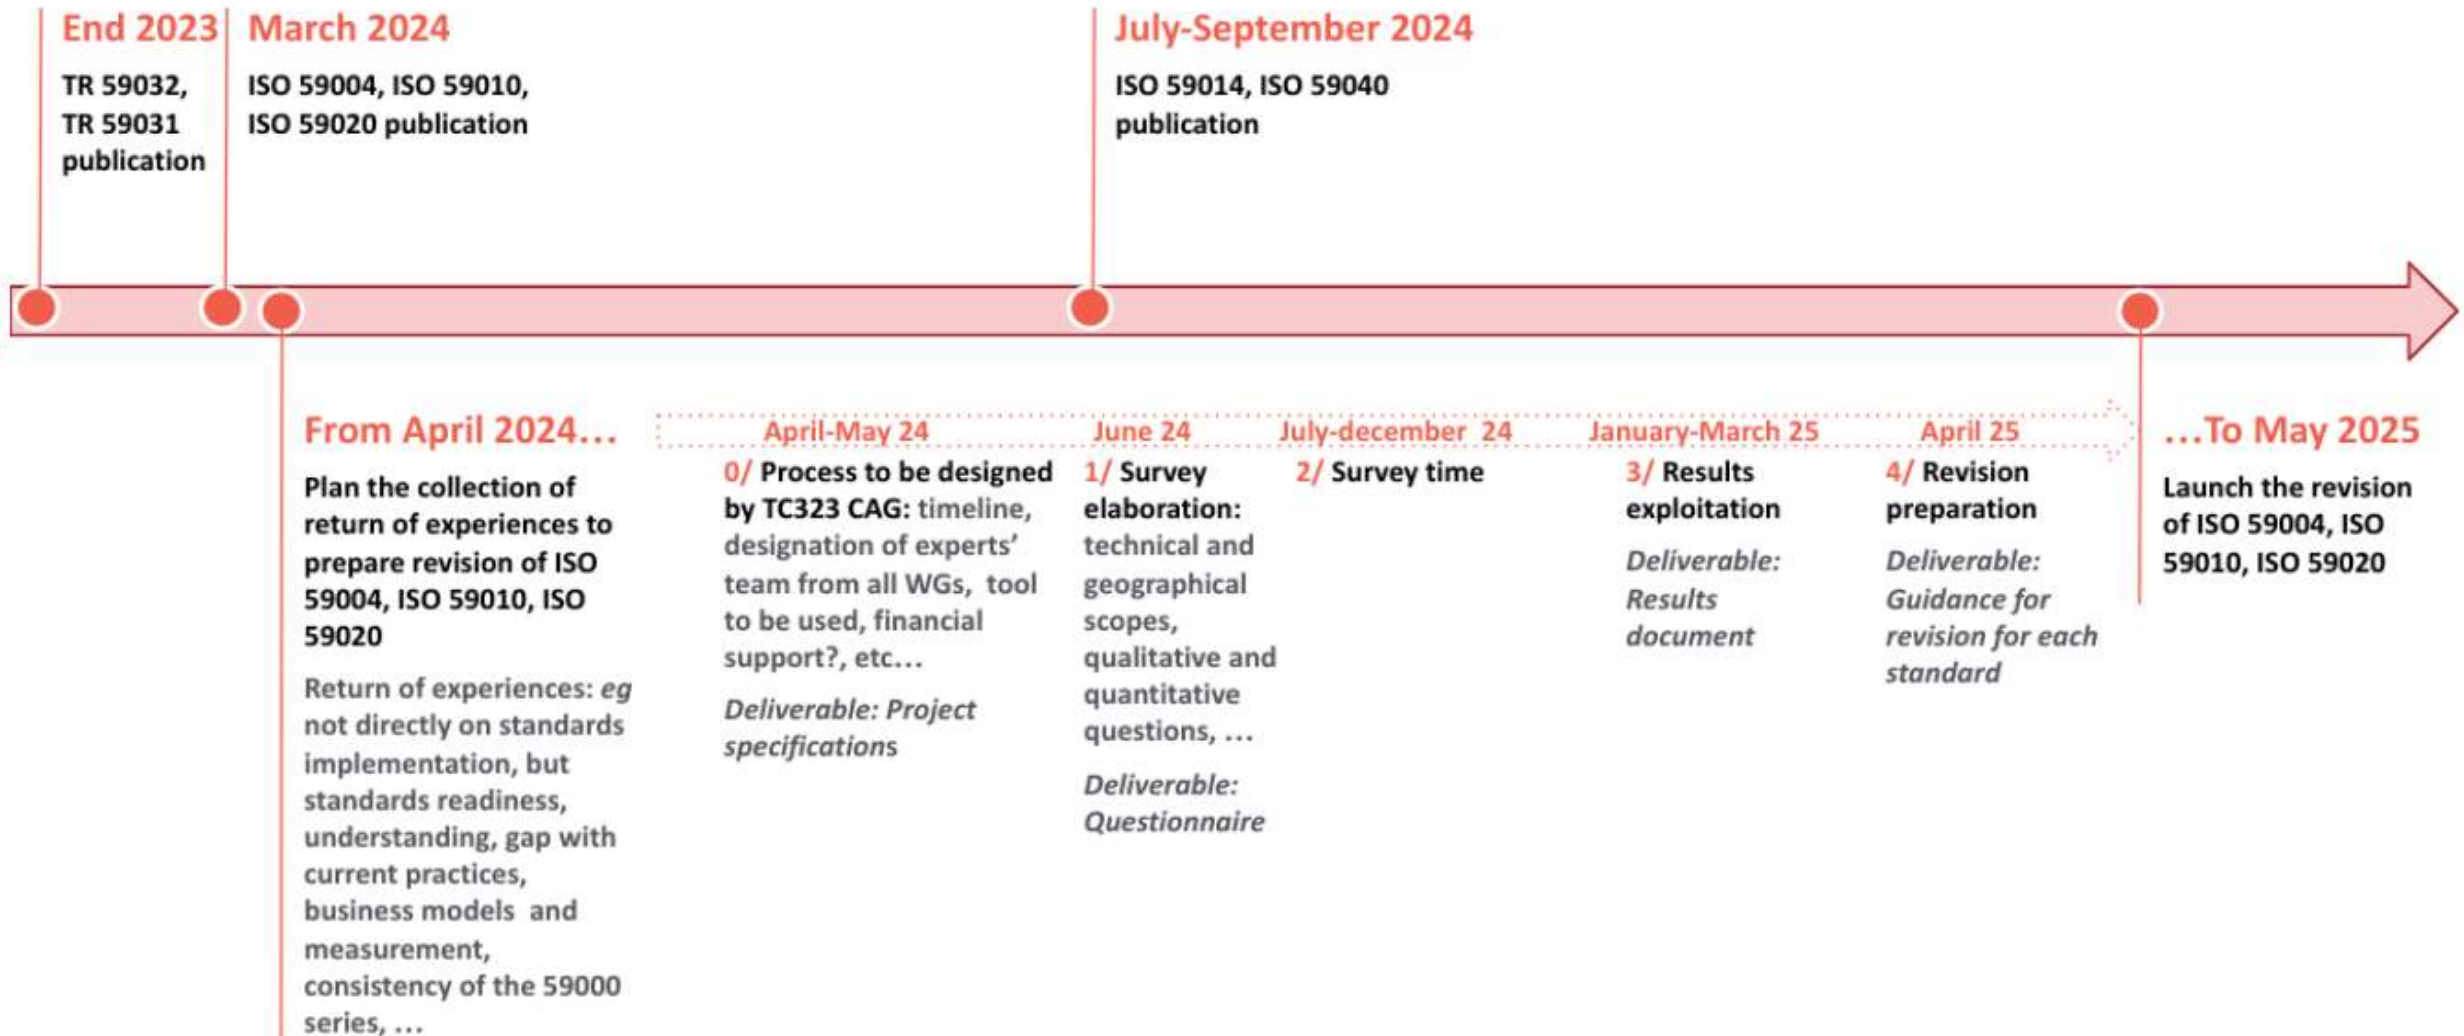 End 2023
TR 59032,
TR 59031
publication
March 2024
ISO 59004, ISO 59010,
ISO 59020 publication
July-September 2024
ISO 59014, ISO 59040
publication
From April 2024...
Plan the collection of
return of experiences to
prepare revision of ISO
59004, ISO 59010, ISO
59020
Return of experiences: eg
not directly on standards
implementation, but
standards readiness,
understanding, gap with
current practices,
business models  and
measurement,
consistency of the 59000
series, ...
April-May 24
0/ Process to be designed
by TC323 CAG: timeline,
designation of experts’
team from all WGs,  tool
to be used, financial
support?, etc...
Deliverable: Project
specifications
June 24
1/ Survey
elaboration:
technical and
geographical
scopes,
qualitative and
quantitative
questions, ...
Deliverable:
Questionnaire
July-december  24
2/ Survey time
January-March 25
3/ Results
exploitation
Deliverable:
Results
document
April 25
4/ Revision
preparation
Deliverable:
Guidance for
revision for each
standard
...To May 2025
Launch the revision
of ISO 59004, ISO
59010, ISO 59020